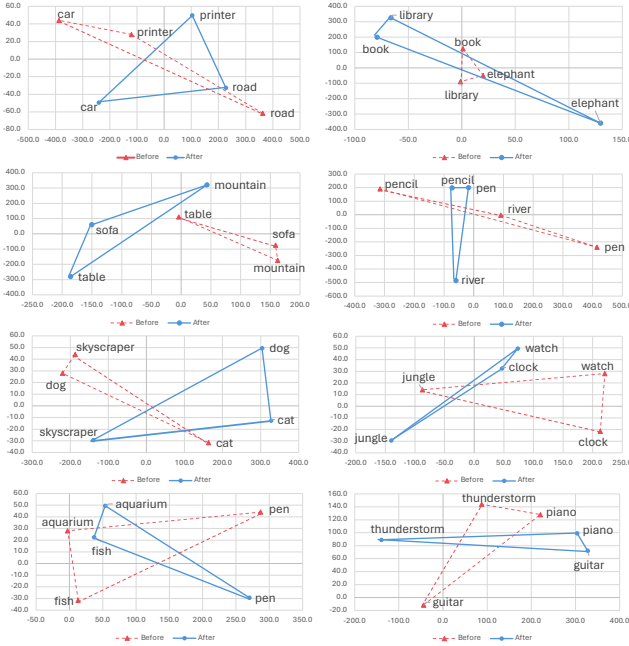 60.0
40.0
20.0
0.0
-20.0
-40.0
-60.0
-80.0
-400.0 -300.0 -200.0 -100.0 0.0 100.0 200.0 300.0 400.0 500.0
car
printer
printer
road
car
road
Before After
400.0
300.0
200.0
100.0
0.0
-100.0
-200.0
-300.0
-400.0
-100.0 -50.0 0.0 50.0 100.0 150.0
library
book
book
elephant
library
elephant
Before After
400.0
300.0
200.0
100.0
0.0
-100.0
-200.0
-300.0
-400.0
-250.0 -200.0 -150.0 -100.0 -50.0 0.0 50.0 100.0 150.0 200.0
mountain
table
sofa
sofa
mountain
table
Before After
300.0
200.0
100.0
0.0
-100.0
-200.0
-300.0
-400.0
-500.0
-600.0
-400.0 -300.0 -200.0 -100.0 0.0 100.0 200.0 300.0 400.0 500.0
pencil
pencil
pen
river
pen
river
Before After
60.0
50.0
40.0
30.0
20.0
10.0
0.0
-10.0
-20.0
-30.0
-40.0
-300.0 -200.0 -100.0 0.0 100.0 200.0 300.0 400.0
skyscraper
dog
dog
cat
skyscraper
cat
Before After
60.0
50.0
40.0
30.0
20.0
10.0
0.0
-10.0
-20.0
-30.0
-40.0
-200.0 -150.0 -100.0 -50.0 0.0 50.0 100.0 150.0 200.0 250.0
watch
clock
watch
jungle
clock
jungle
Before After
60.0
50.0
40.0
30.0
20.0
10.0
0.0
-10.0
-20.0
-30.0
-40.0
-50.0 0.0 50.0 100.0 150.0 200.0 250.0 300.0 350.0
aquarium
pen
aquarium
fish
fish
pen
Before After
160.0
140.0
120.0
100.0
80.0
60.0
40.0
20.0
0.0
-20.0
-200.0 -100.0 0.0 100.0 200.0 300.0 400.0
thunderstorm
piano
thunderstorm
piano
guitar
guitar
Before After